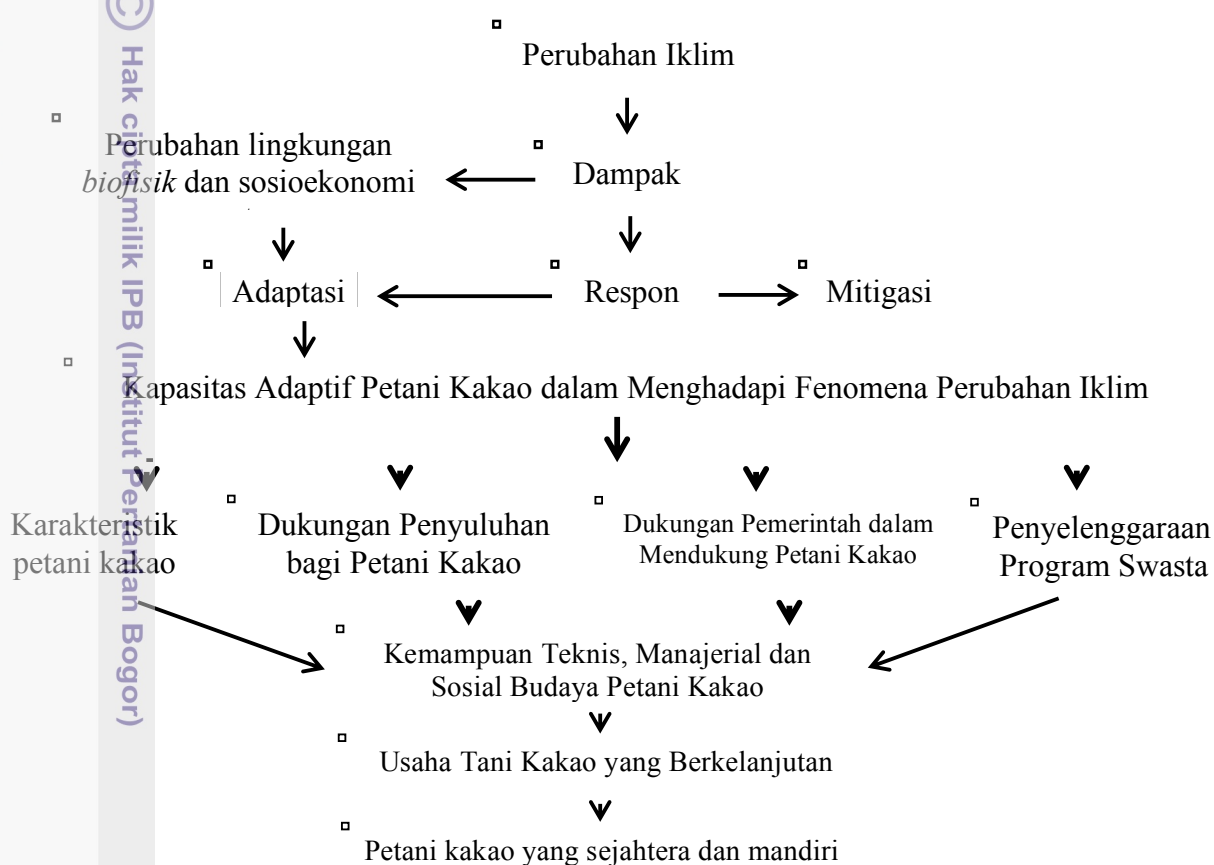 Perubahan Iklim
Perubahan lingkungan
biofisik dan sosioekonomi
Dampak
Adaptasi
Respon
Mitigasi
Kapasitas Adaptif Petani Kakao dalam Menghadapi Fenomena Perubahan Iklim
Karakteristik
petani kakao
Dukungan Penyuluhan
bagi Petani Kakao
Dukungan Pemerintah dalam
Mendukung Petani Kakao
Penyelenggaraan
Program Swasta
Kemampuan Teknis, Manajerial dan
Sosial Budaya Petani Kakao
Usaha Tani Kakao yang Berkelanjutan
Petani kakao yang sejahtera dan mandiri
© Hak cipta milik IPB (Institut Pertanian Bogor)